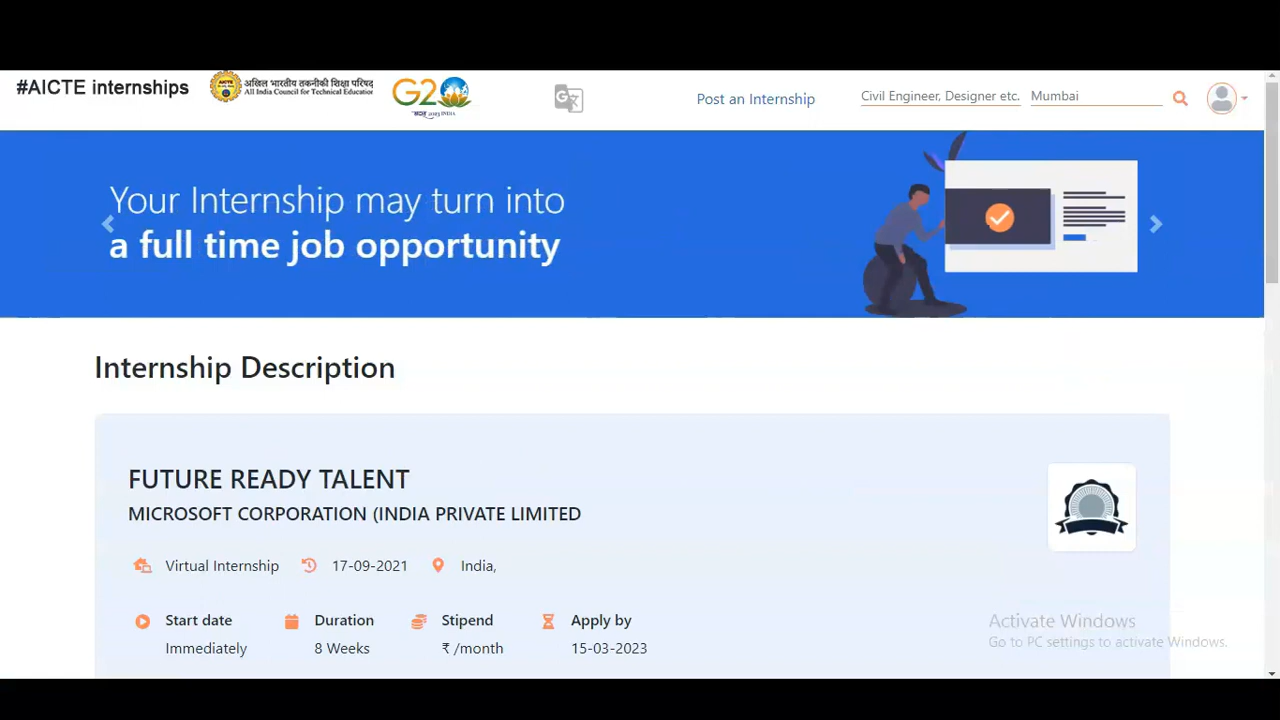 #AICTE internships
अखिल भारतीय तकनीकी शिक्षा परिषद
All India Council for Technical Education
G20
2023 INDIA
G
Post an Internship
Civil Engineer, Designer etc.
Mumbai
Your Internship may turn into
a full time job opportunity
Internship Description
FUTURE READY TALENT
MICROSOFT CORPORATION (INDIA PRIVATE LIMITED
Virtual Internship 17-09-2021 India,
Start date Duration Stipend Apply by
Immediately 8 Weeks ₹ /month 15-03-2023
Activate Windows
Go to PC settings to activate Windows.